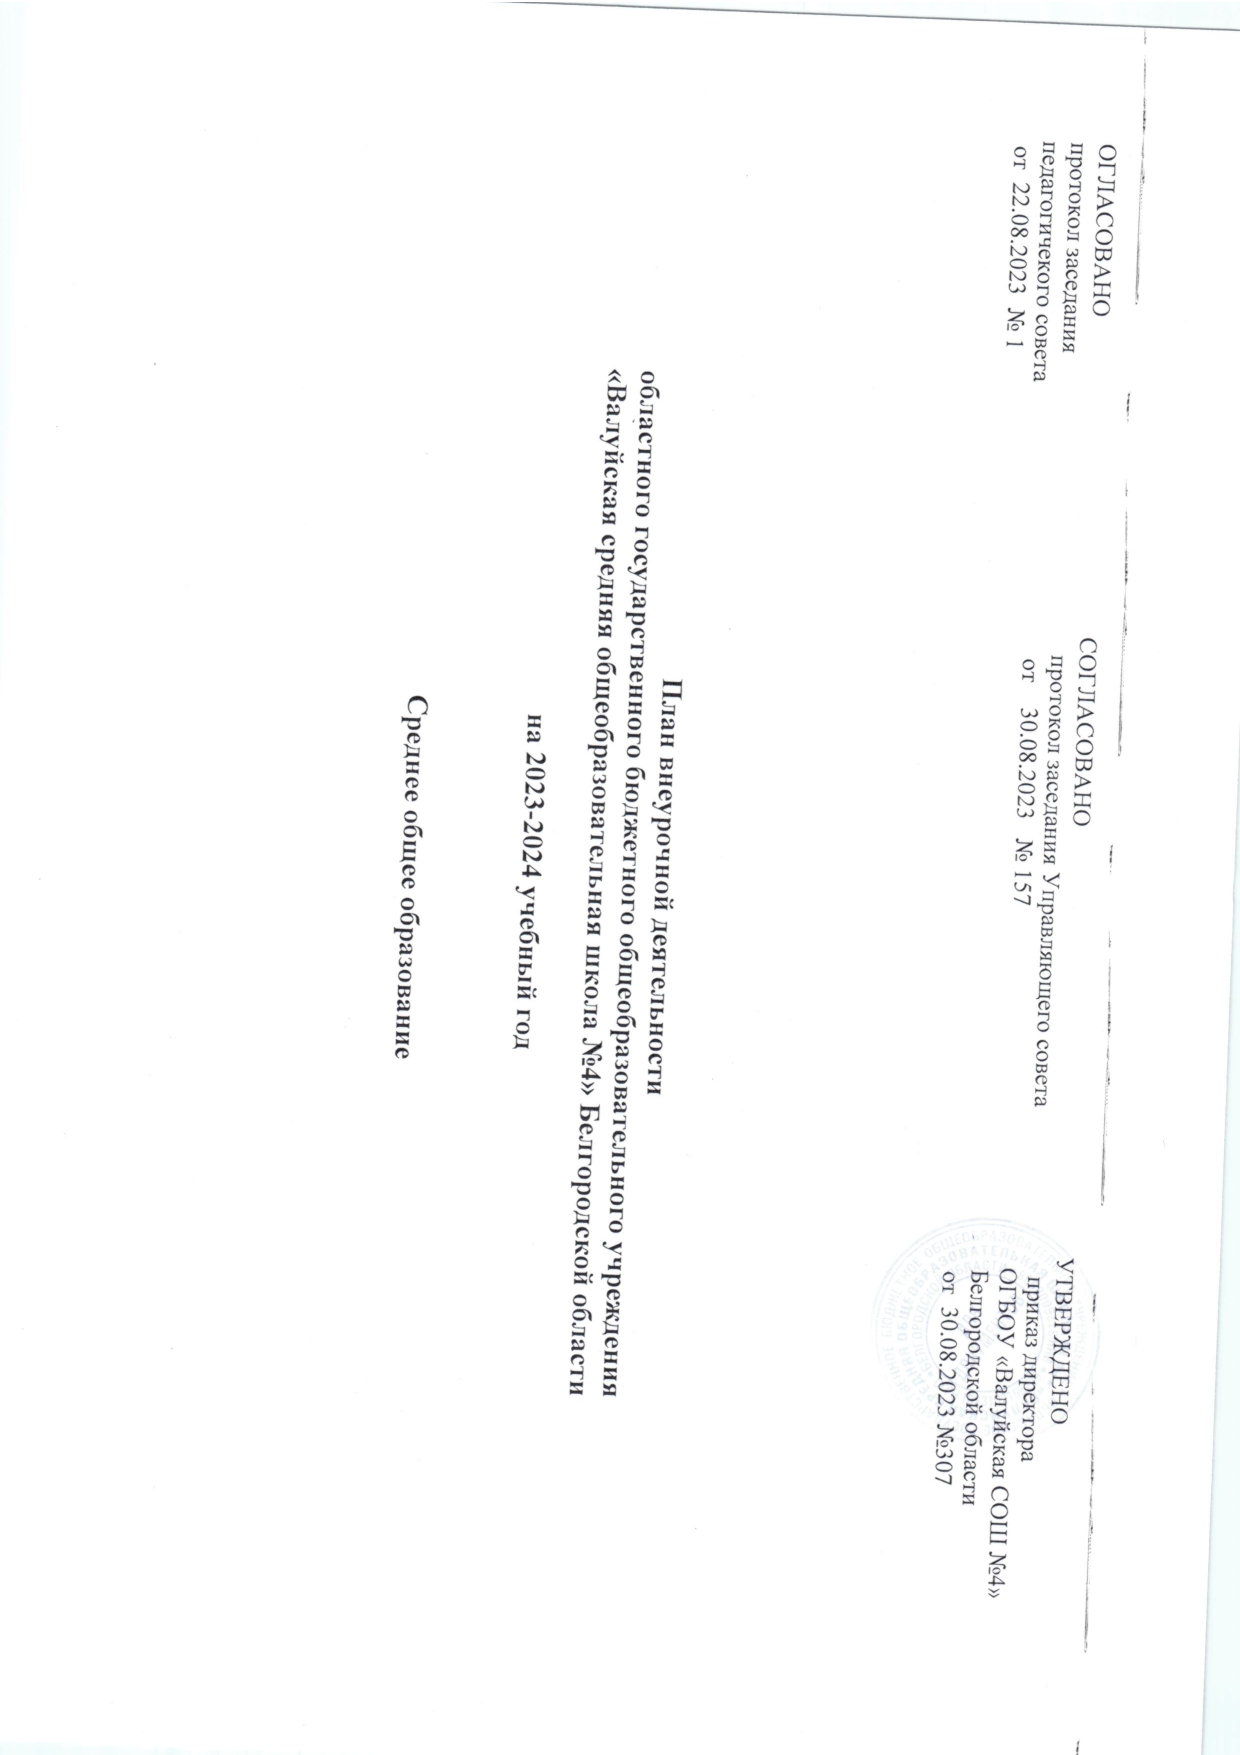 ОГЛАСОВАНО
протокол заседания
педагогичекого совета
от 22.08.2023 № 1
СОГЛАСОВАНО
протокол заседания Управляющего совета
от 30.08.2023 № 157
УТВЕРЖДЕНО
приказ директора
ОГБОУ «Валуйская СОШ №4»
Белгородской области
от 30.08.2023 №307
План внеурочной деятельности
областного государственного бюджетного общеобразовательного учреждения
«Валуйская средняя общеобразовательная школа №4» Белгородской области
на 2023-2024 учебный год
Среднее общее образование